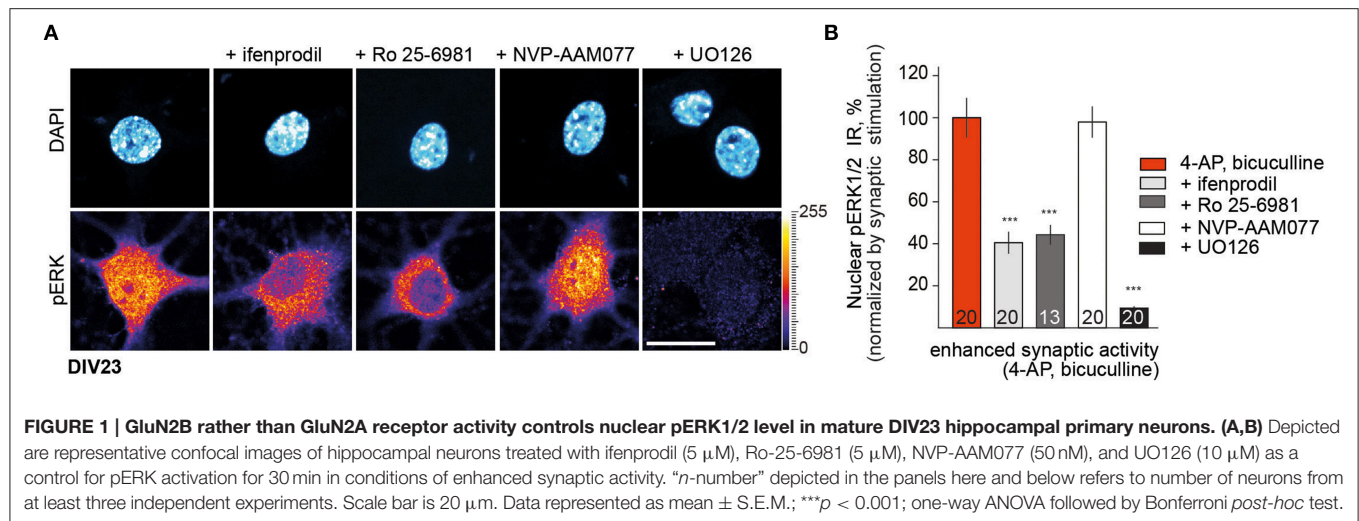 A
+ ifenprodil + Ro 25-6981 + NVP-AAM077 + UO126
DAPI
pERK
255
0
DIV23
B
Nuclear pERK1/2 IR, %
(normalized by synaptic stimulation)
120
100
80
60
40
20
***
***
***
20
20
13
20
20
4-AP, bicuculline
+ ifenprodil
+ Ro 25-6981
+ NVP-AAM077
+ UO126
enhanced synaptic activity
(4-AP, bicuculline)
FIGURE 1 | GluN2B rather than GluN2A receptor activity controls nuclear pERK1/2 level in mature DIV23 hippocampal primary neurons. (A,B) Depicted
are representative confocal images of hippocampal neurons treated with ifenprodil (5 μM), Ro-25-6981 (5 μM), NVP-AAM077 (50 nM), and UO126 (10 μM) as a
control for pERK activation for 30 min in conditions of enhanced synaptic activity. “n-number” depicted in the panels here and below refers to number of neurons from
at least three independent experiments. Scale bar is 20 μm. Data represented as mean ± S.E.M.; ***p < 0.001; one-way ANOVA followed by Bonferroni post-hoc test.